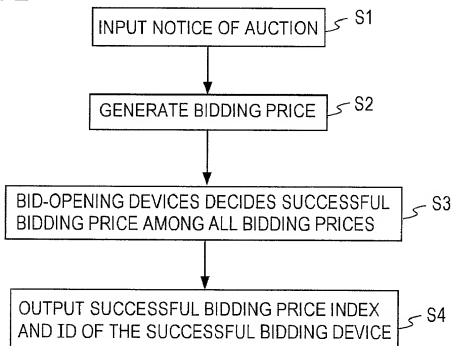 INPUT NOTICE OF AUCTION
S1
GENERATE BIDDING PRICE
S2
BID-OPENING DEVICES DECIDES SUCCESSFUL
BIDDING PRICE AMONG ALL BIDDING PRICES
S3
OUTPUT SUCCESSFUL BIDDING PRICE INDEX
AND ID OF THE SUCCESSFUL BIDDING DEVICE
S4